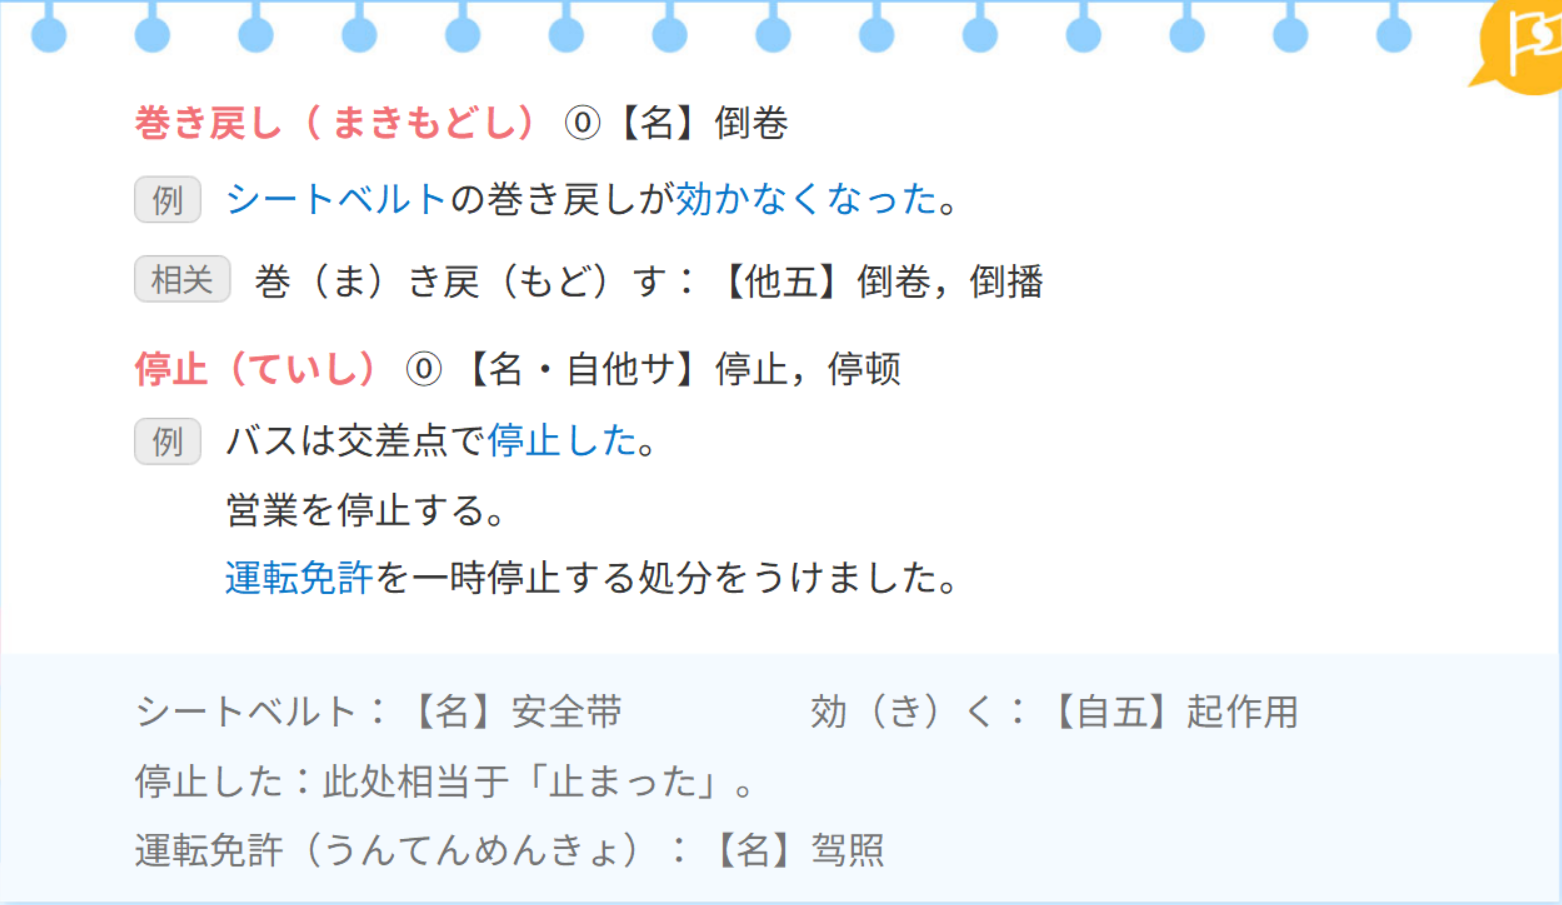 巻き戻し（まきもどし） ⓪【名】倒卷
例 シートベルトの巻き戻しが効かなくなった。
相关 巻（ま）き戻（もど）す：【他五】倒卷，倒播
停止（ていし） ⓪【名・自他サ】停止，停顿
例 バスは交差点で停止した。
営業を停止する。
運転免許を一時停止する処分をうけました。
シートベルト：【名】安全带
効（き）く：【自五】起作用
停止した：此处相当于「止まった」。
運転免許（うんてんめんきょ）：【名】驾照